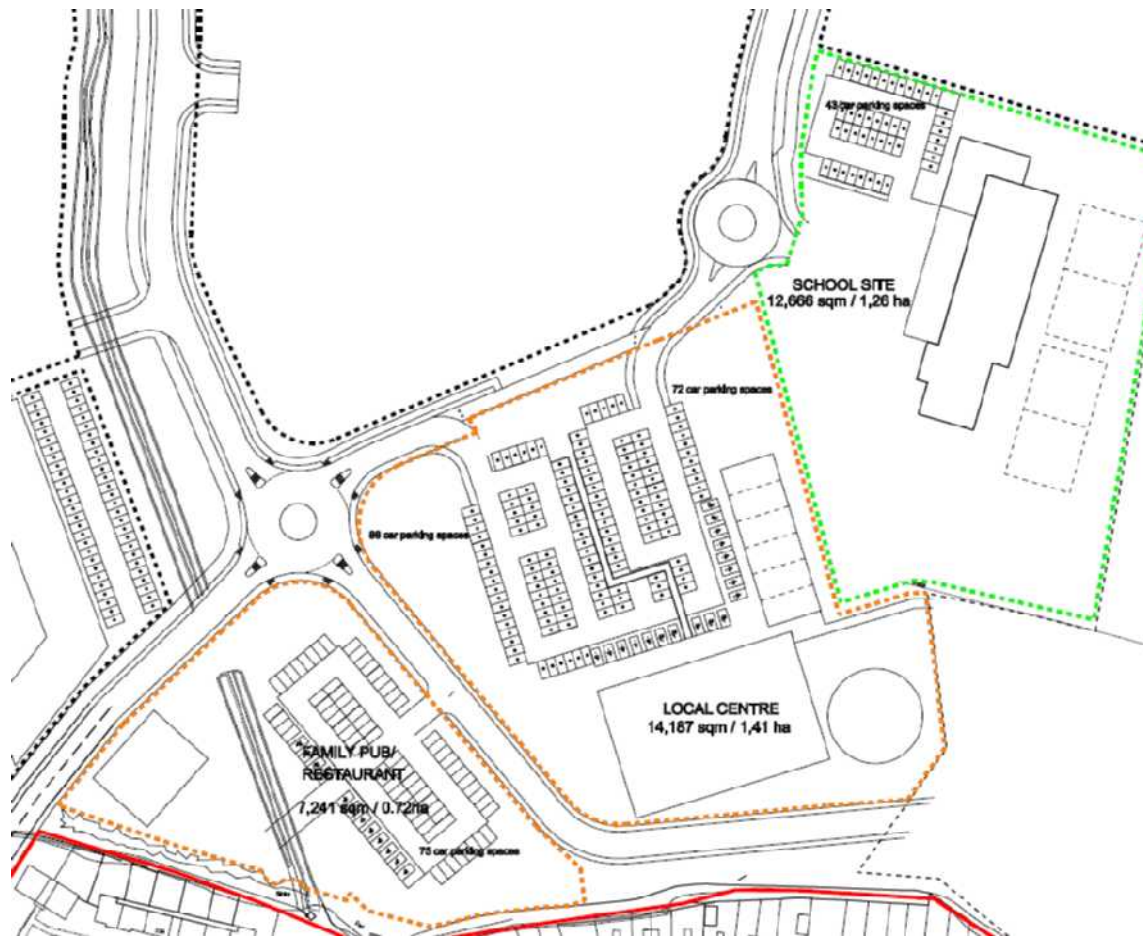 43 car parking spaces
SCHOOL SITE
12,666 sqm / 1,26 ha
72 car parking spaces
car parking spaces
LOCAL CENTRE
14,187 sqm / 1,41 ha
FAMILY PUB/
RESTAURANT
7,241 sqm / 0.72ha
75 car parking spaces